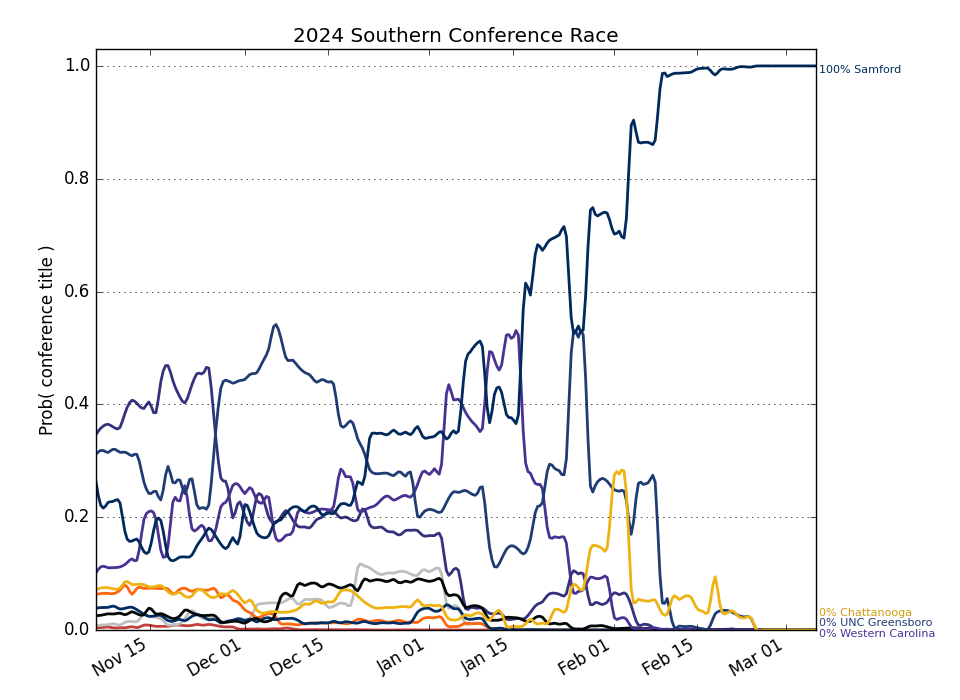 2024 Southern Conference Race
Prob( conference title )
1.0
0.8
0.6
0.4
0.2
0.0
Nov 15
Dec 01
Dec 15
Jan 01
Jan 15
Feb 01
Feb 15
Mar 01
100% Samford
0% Chattanooga
0% UNC Greensboro
0% Western Carolina